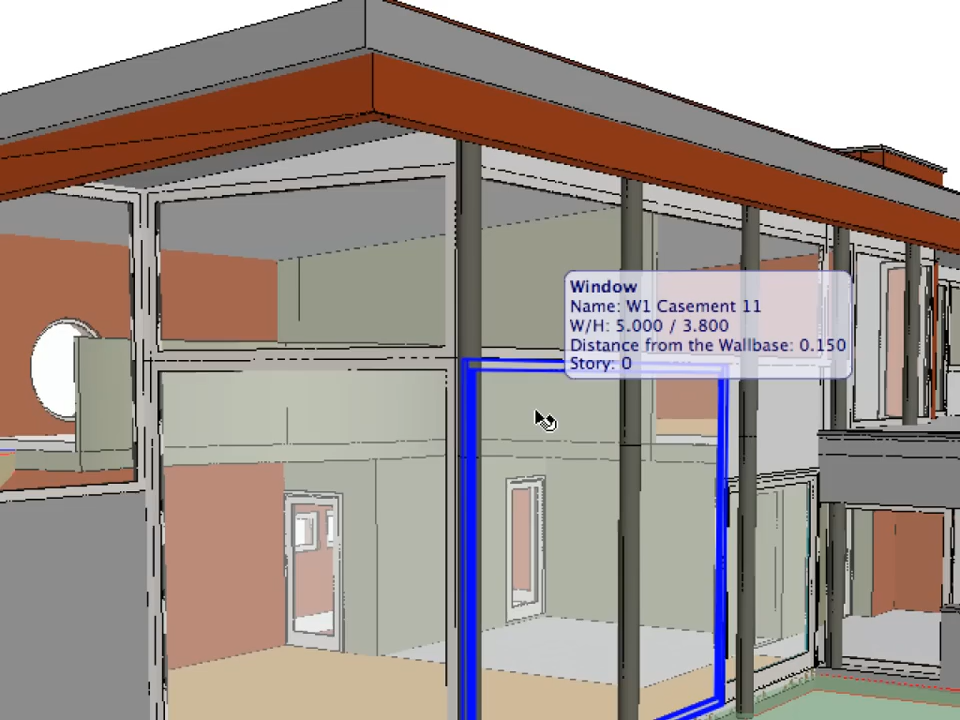 Window
Name: W1 Casement 11
W/H: 5.000 / 3.800
Distance from the Wallbase: 0.150
Story: 0